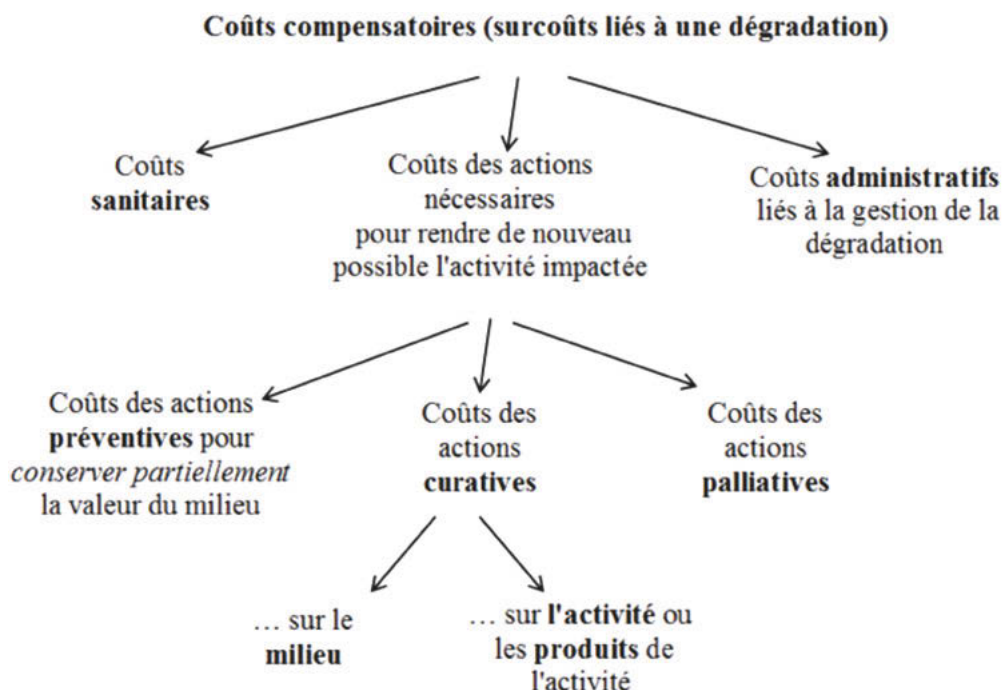 Coûts compensatoires (surcoûts liés à une dégradation)
Coûts
sanitaires
Coûts des actions
nécessaires
pour rendre de nouveau
possible l'activité impactée
Coûts administratifs
liés à la gestion de la
dégradation
Coûts des actions
préventives pour
conserver partiellement
la valeur du milieu
Coûts des
actions
curatives
Coûts des
actions
palliatives
… sur le
milieu
… sur l'activité ou
les produits de
l'activité